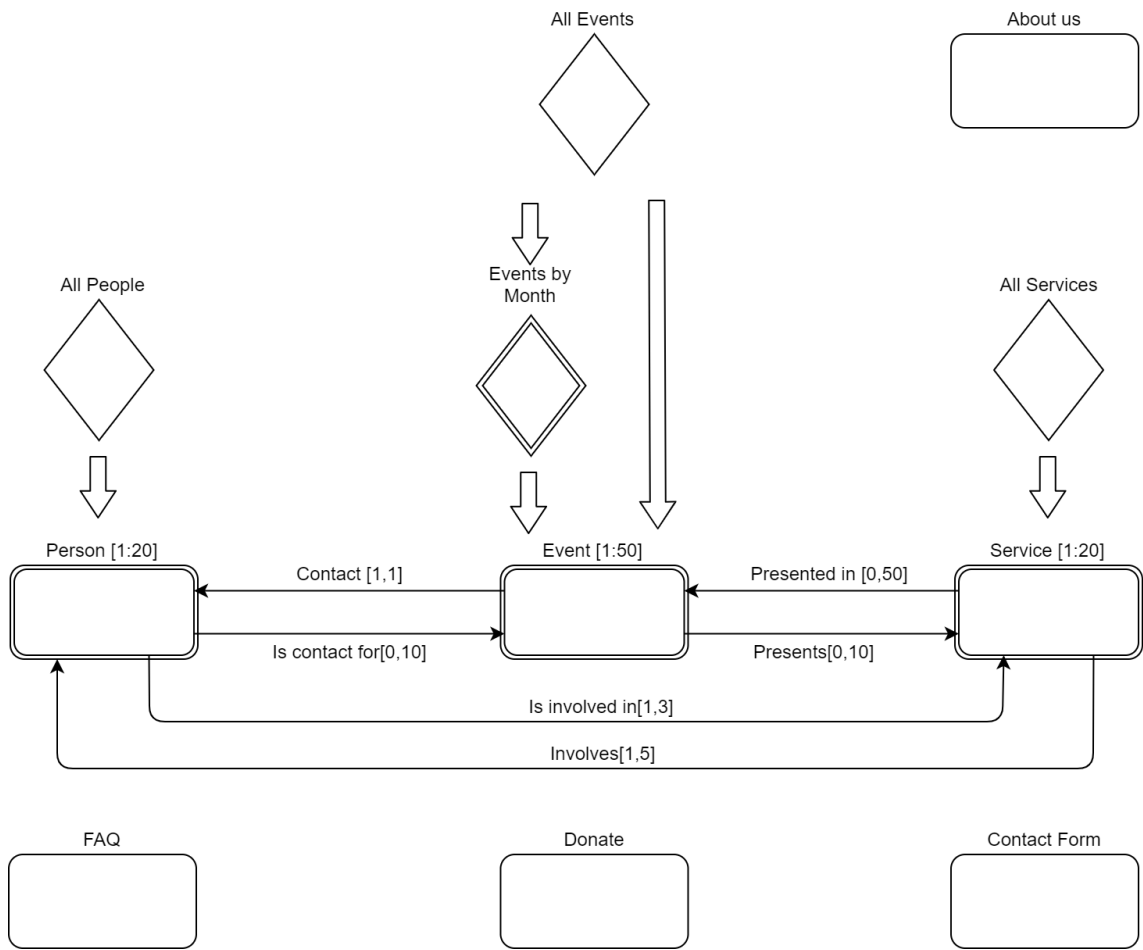 All Events
About us
Events by
Month
All People
All Services
Person [1:20]
Event [1:50]
Service [1:20]
Contact [1,1]
Presented in [0,50]
Is contact for[0,10]
Presents[0,10]
Is involved in[1,3]
Involves[1,5]
FAQ
Donate
Contact Form